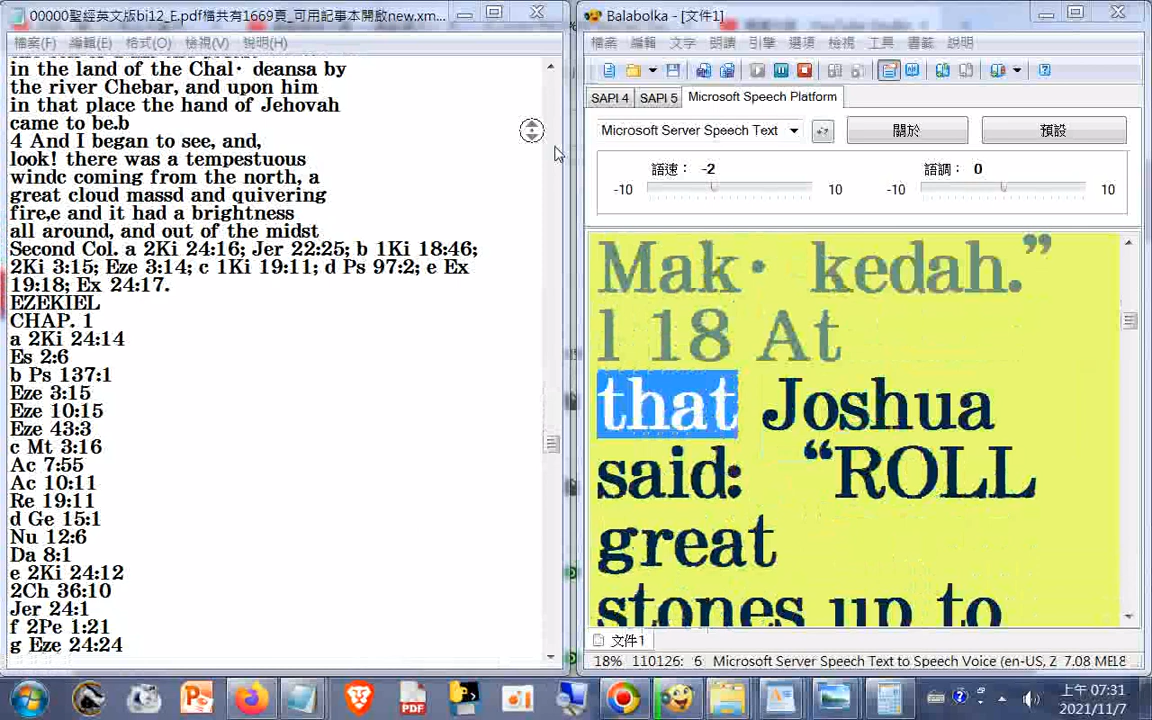 00000聖經英文版bi12_E.pdf檔共有1669頁_可用記事本開啟new.xm...
檔案(F) 編輯(E) 格式(O) 檢視(V) 說明(H)
in the land of the Chal· deansa by
the river Chebar, and upon him
in that place the hand of Jehovah
came to be.b
4 And I began to see, and,
look! there was a tempestuous
windc coming from the north, a
great cloud massd and quivering
fire,e and it had a brightness
all around, and out of the midst
Second Col. a 2Ki 24:16; Jer 22:25; b 1Ki 18:46;
2Ki 3:15; Eze 3:14; c 1Ki 19:11; d Ps 97:2; e Ex
19:18; Ex 24:17.
EZEKIEL
CHAP. 1
a 2Ki 24:14
Es 2:6
b Ps 137:1
Eze 3:15
Eze 10:15
Eze 43:3
c Mt 3:16
Ac 7:55
Ac 10:11
Re 19:11
d Ge 15:1
Nu 12:6
Da 8:1
e 2Ki 24:12
2Ch 36:10
Jer 24:1
f 2Pe 1:21
g Eze 24:24
Balabolka - [文件1]
檔案 編輯 文字 朗讀 引擎 選項 檢視 工具 書籤 說明
SAPI 4 SAPI 5 Microsoft Speech Platform
Microsoft Server Speech Text 關於 預設
語速: -2 語調: 0
-10 10 -10 10
Mak· kedah.”
l 18 At
that Joshua
said: “ROLL
great
stones up to
文件1
18% 110126: 6 Microsoft Server Speech Text to Speech Voice (en-US, Z 7.08 ME18
PDF
上午 07:31
2021/11/7